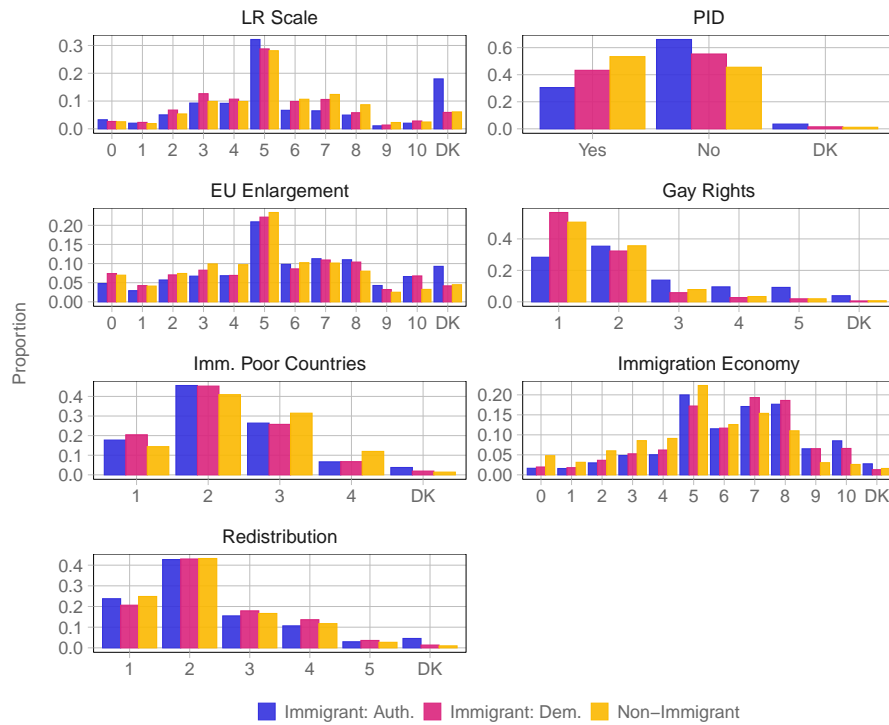 LR Scale
0.3
0.2
0.1
0.0
0 1 2 3 4 5 6 7 8 9 10 DK
PID
0.6
0.4
0.2
0.0
Yes No DK
EU Enlargement
0.20
0.15
0.10
0.05
0.00
0 1 2 3 4 5 6 7 8 9 10 DK
Gay Rights
0.4
0.2
0.0
1 2 3 4 5 DK
Proportion
Imm. Poor Countries
0.4
0.3
0.2
0.1
0.0
1 2 3 4 DK
Immigration Economy
0.20
0.15
0.10
0.05
0.00
0 1 2 3 4 5 6 7 8 9 10 DK
Redistribution
0.4
0.3
0.2
0.1
0.0
1 2 3 4 5 DK
Immigrant: Auth. Immigrant: Dem. Non−Immigrant